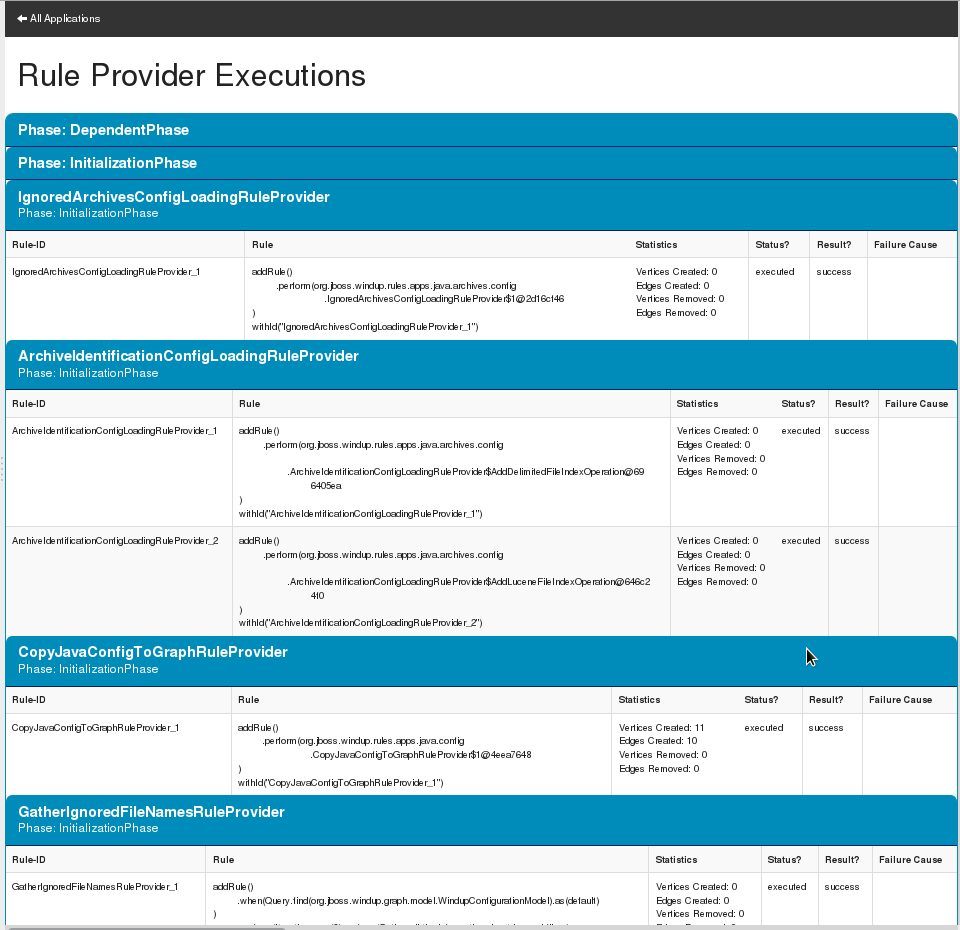 All Applications
Rule Provider Executions
Phase: DependentPhase
Phase: InitializationPhase
IgnoredArchivesConfigLoadingRuleProvider
Phase: InitializationPhase
Rule-ID Rule Statistics Status? Result? Failure Cause
IgnoredArchivesConfigLoadingRuleProvider_1 addRule() Vertices Created: 0 executed success
.perform(org.jboss.windup.rules.apps.java.archives.config Edges Created: 0
.IgnoredArchivesConfigLoadingRuleProvider$1@2d16c146 Vertices Removed: 0
) Edges Removed: 0
withId("IgnoredArchivesConfigLoadingRuleProvider_1")
ArchiveIdentificationConfigLoadingRuleProvider
Phase: InitializationPhase
Rule-ID Rule Statistics Status? Result? Failure Cause
ArchiveIdentificationConfigLoadingRuleProvider_1 addRule() Vertices Created: 0 executed success
.perform(org.jboss.windup.rules.apps.java.archives.config Edges Created: 0
Vertices Removed: 0
.ArchiveIdentificationConfigLoadingRuleProvider$AddDelimitedFileIndexOperation@69 Edges Removed: 0
6405ea
)
withId("ArchiveIdentificationConfigLoadingRuleProvider_1")
ArchiveIdentificationConfigLoadingRuleProvider_2 addRule() Vertices Created: 0 executed success
.perform(org.jboss.windup.rules.apps.java.archives.config Edges Created: 0
Vertices Removed: 0
.ArchiveIdentificationConfigLoadingRuleProvider$AddLuceneFileIndexOperation@646c2 Edges Removed: 0
4f0
)
withId("ArchiveIdentificationConfigLoadingRuleProvider_2")
CopyJavaConfigToGraphRuleProvider
Phase: InitializationPhase
Rule-ID Rule Statistics Status? Result? Failure Cause
CopyJavaConfigToGraphRuleProvider_1 addRule() Vertices Created: 11 executed success
.perform(org.jboss.windup.rules.apps.java.config Edges Created: 10
.CopyJavaConfigToGraphRuleProvider$1@4eea7648 Vertices Removed: 0
) Edges Removed: 0
withId("CopyJavaConfigToGraphRuleProvider_1")
GatherIgnoredFileNamesRuleProvider
Phase: InitializationPhase
Rule-ID Rule Statistics Status? Result? Failure Cause
GatherIgnoredFileNamesRuleProvider_1 addRule() Vertices Created: 0 executed success
.when(Query.find(org.jboss.windup.graph.model.WindupConfigurationModel).as(default) Edges Created: 0
) Vertices Removed: 0